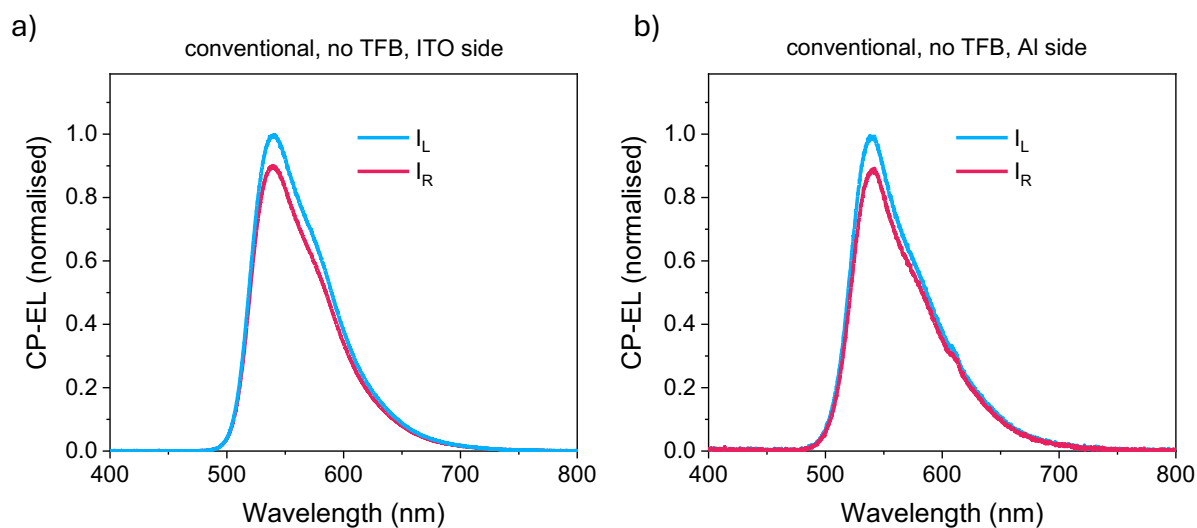 a)
conventional, no TFB, ITO side
CP-EL (normalised)
1.0
0.8
0.6
0.4
0.2
0.0
I_L
I_R
400
500
600
700
800
Wavelength (nm)
b)
conventional, no TFB, Al side
CP-EL (normalised)
1.0
0.8
0.6
0.4
0.2
0.0
I_L
I_R
400
500
600
700
800
Wavelength (nm)